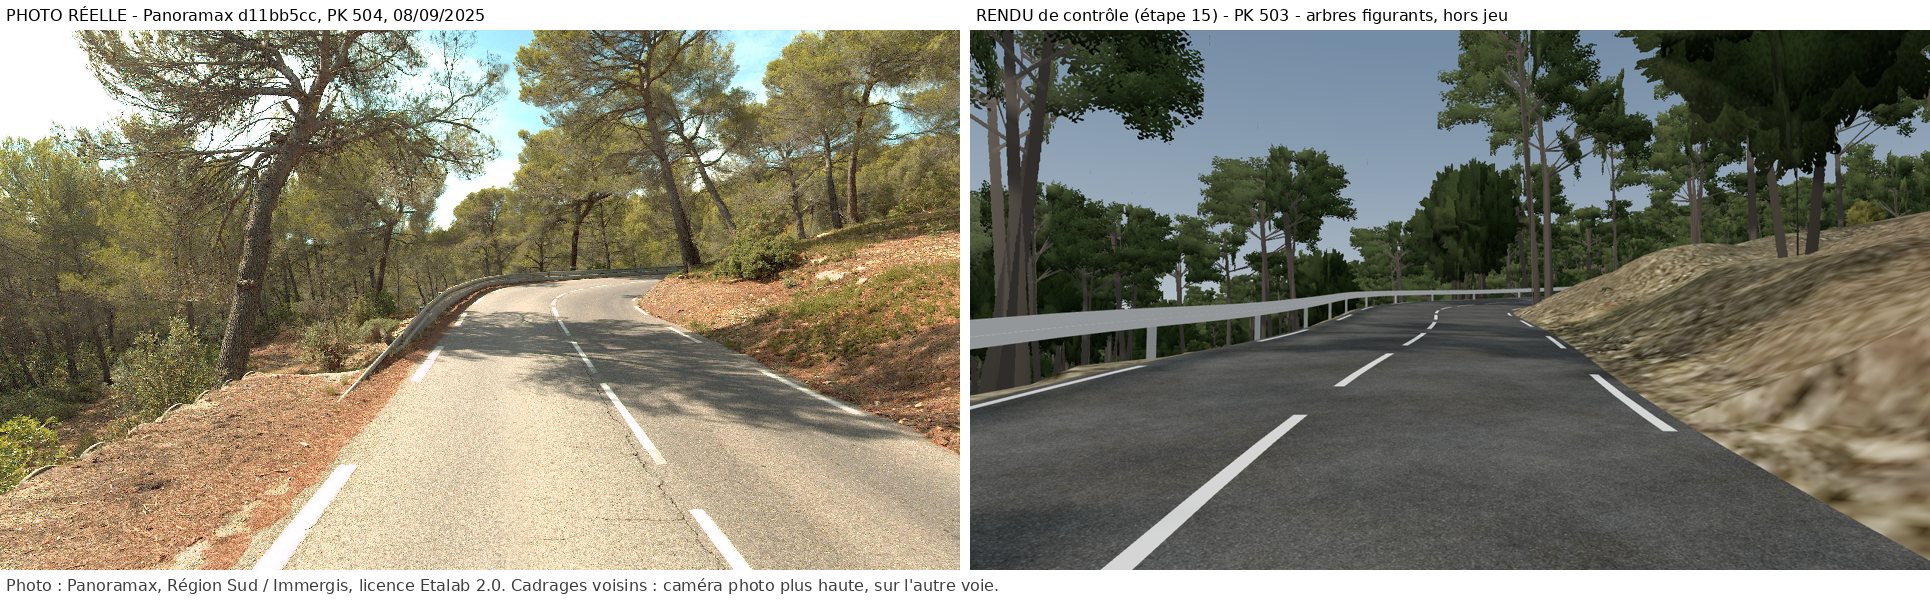 PHOTO RÉELLE - Panoramax d11bb5cc, PK 504, 08/09/2025
RENDU de contrôle (étape 15) - PK 503 - arbres figurants, hors jeu
Photo : Panoramax, Région Sud / Immergis, licence Etalab 2.0. Cadrages voisins : caméra photo plus haute, sur l'autre voie.